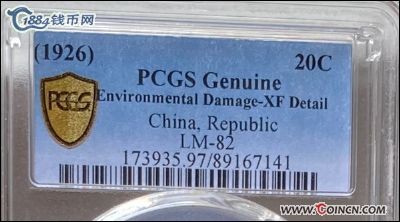 1884钱币网
(1926) 20C
PCGS Genuine
PCGS
Environmental Damage-XF Detail
China, Republic
LM-82
173935.97/89167141
www.COINCN.com